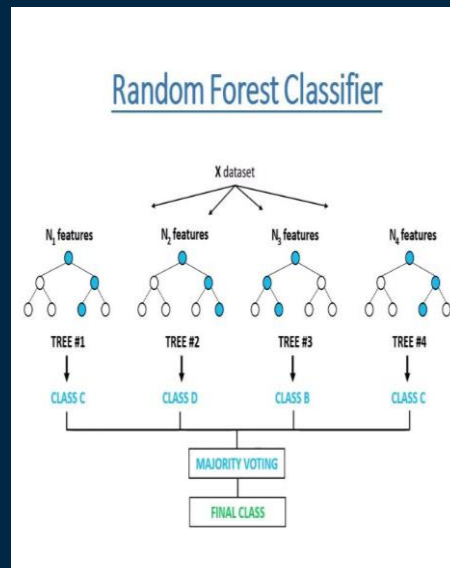 Random Forest Classifier
X dataset
N₁ features N₂ features N₃ features N₄ features
TREE #1 TREE #2 TREE #3 TREE #4
CLASS C CLASS D CLASS B CLASS C
MAJORITY VOTING
FINAL CLASS